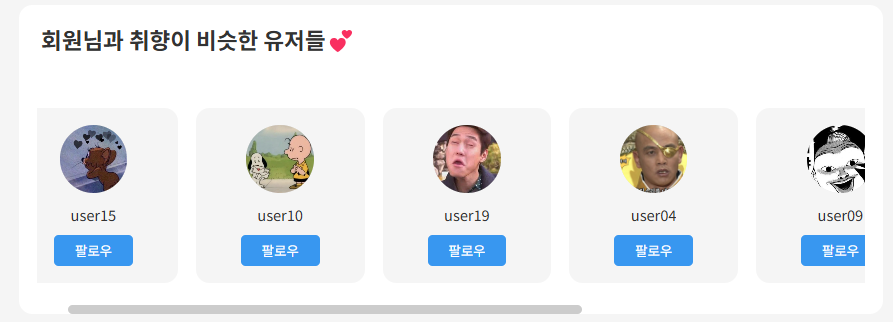 회원님과 취향이 비슷한 유저들 💕
user15 user10 user19 user04 user09
팔로우 팔로우 팔로우 팔로우 팔로우